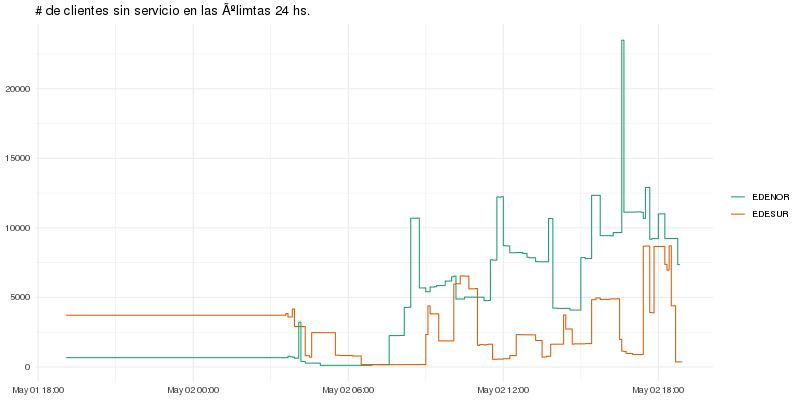 # de clientes sin servicio en las Ãºlimtas 24 hs.
20000
15000
10000
5000
0
May 01 18:00
May 02 00:00
May 02 06:00
May 02 12:00
May 02 18:00
EDENOR
EDESUR